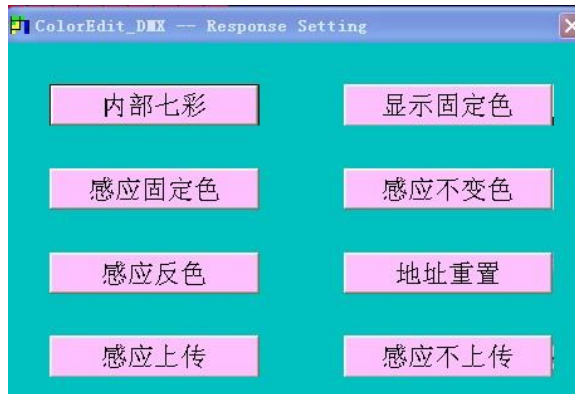 ColorEdit_DMX -- Response Setting
内部七彩 显示固定色
感应固定色 感应不变色
感应反色 地址重置
感应上传 感应不上传